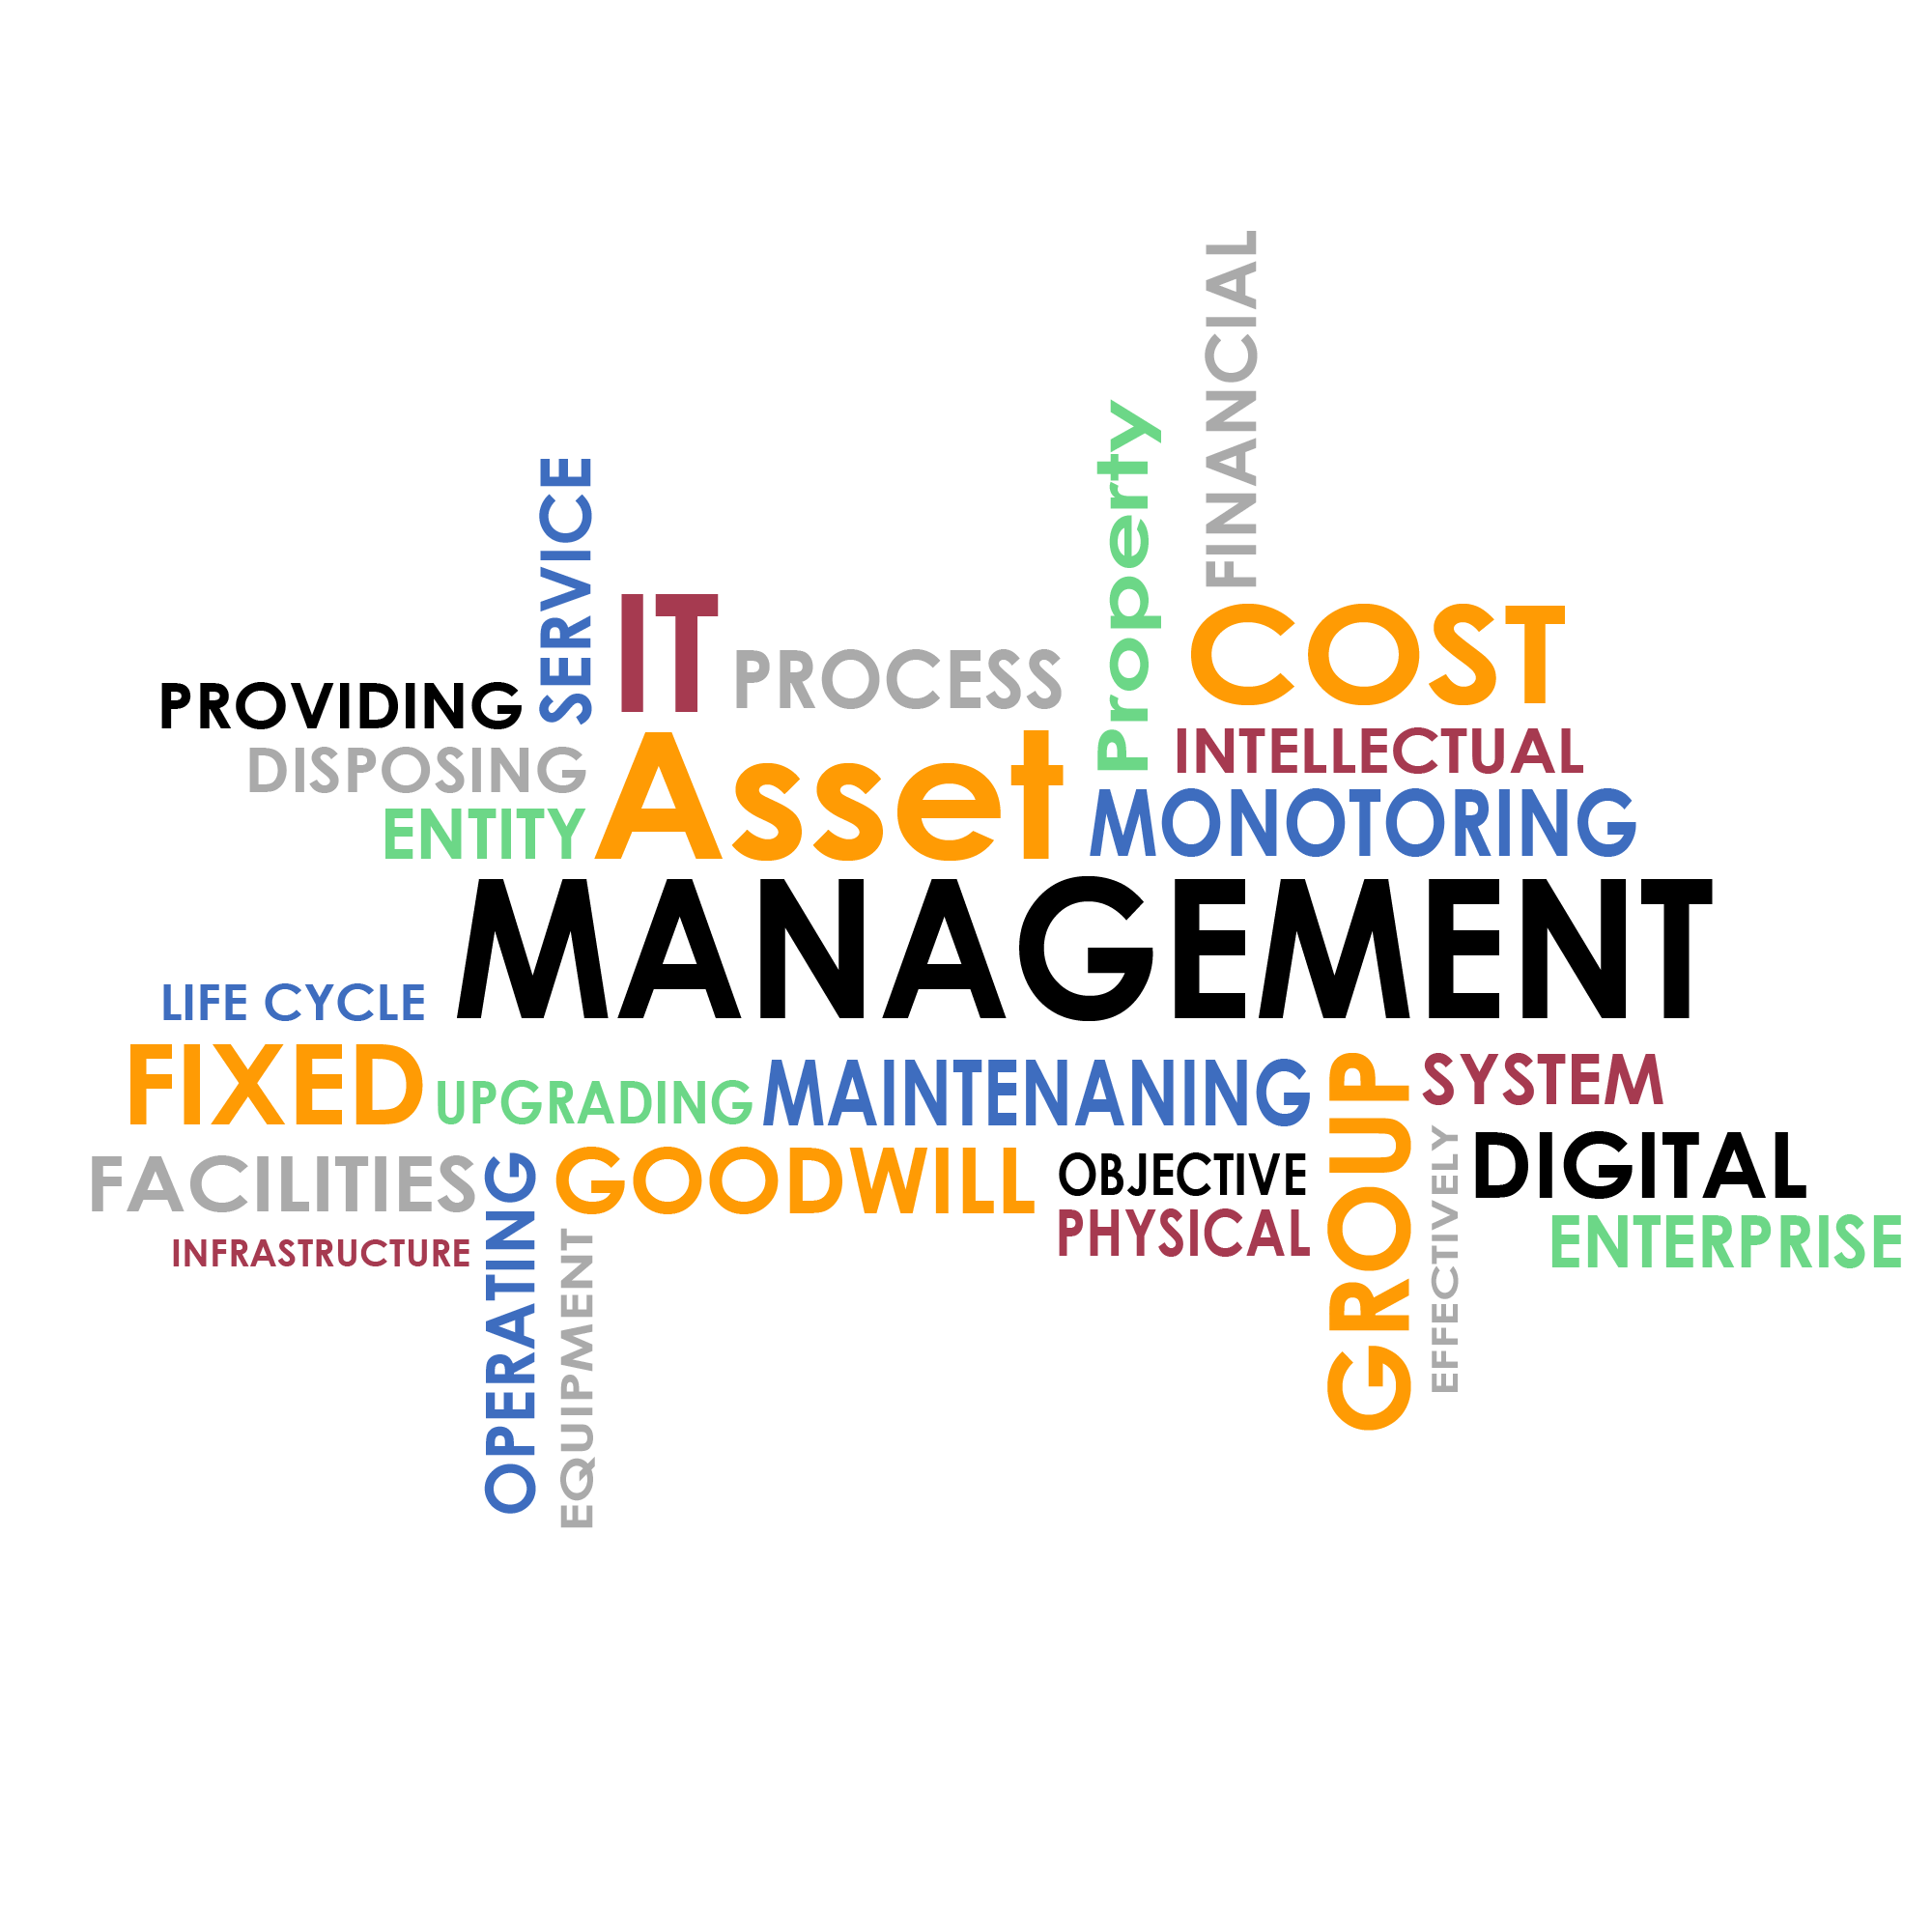 FINANCIAL
Property
SERVICE
IT
COST
PROCESS
PROVIDING
INTELLECTUAL
DISPOSING
Asset
MONOTORING
ENTITY
MANAGEMENT
LIFE CYCLE
FIXED
UPGRADING
MAINTENANING
GROUP
SYSTEM
FACILITIES
OPERATING
GOODWILL
OBJECTIVE
EFFECTIVELY
DIGITAL
PHYSICAL
ENTERPRISE
INFRASTRUCTURE
EQUIPMENT